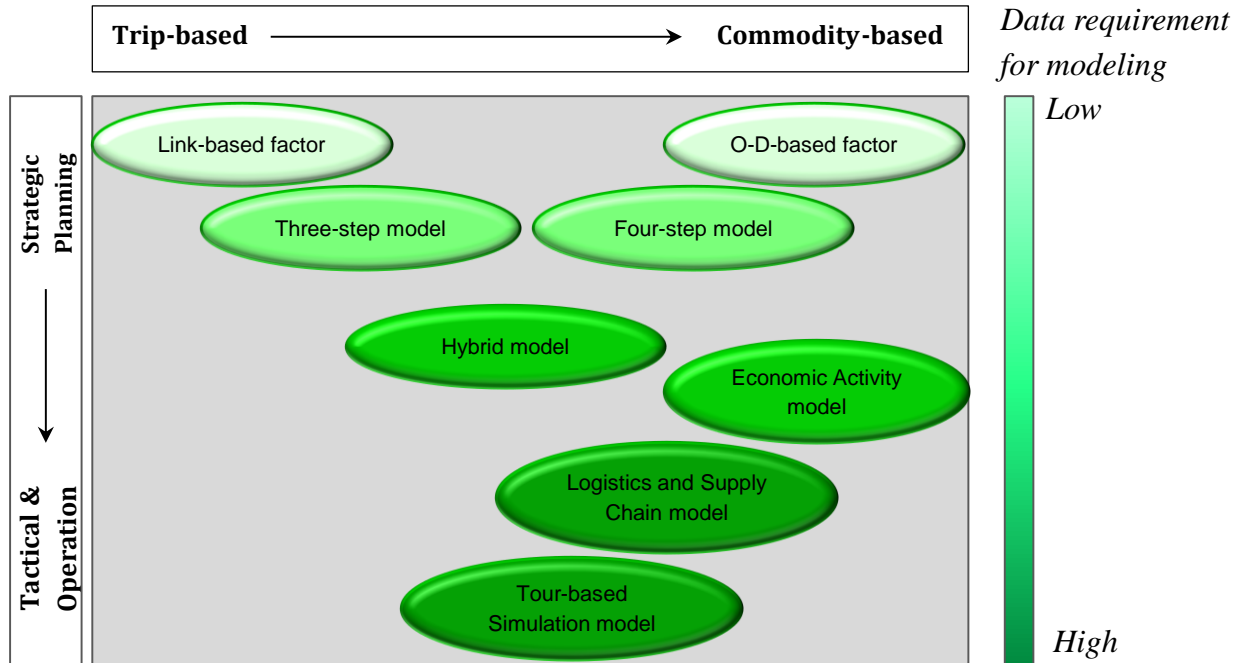 Trip-based
Commodity-based
Data requirement
for modeling
Low
High
Strategic
Planning
Tactical &
Operation
Link-based factor
O-D-based factor
Three-step model
Four-step model
Hybrid model
Economic Activity
model
Logistics and Supply
Chain model
Tour-based
Simulation model